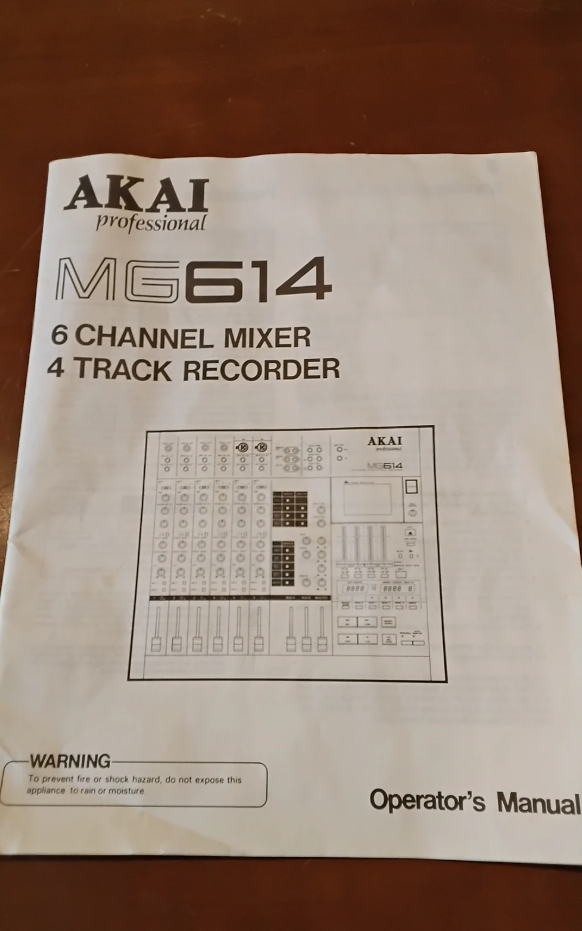 AKAI
professional
MG614
6 CHANNEL MIXER
4 TRACK RECORDER
AKAI
professional
MG614
WARNING
To prevent fire or shock hazard, do not expose this
appliance to rain or moisture.
Operator's Manual